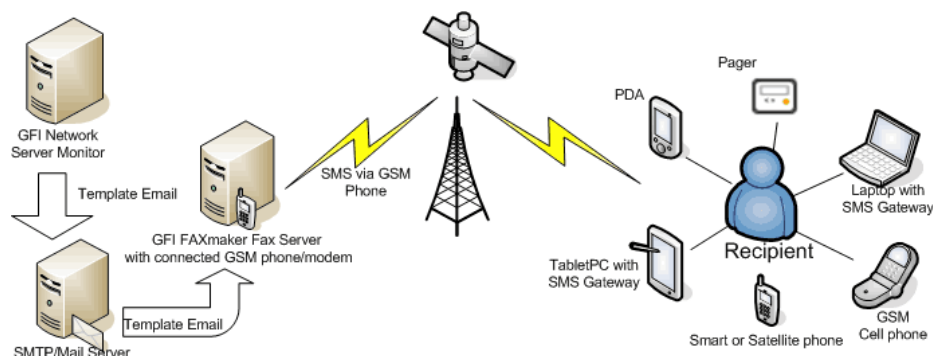 GFI Network
Server Monitor
Template Email
SMTP/Mail Server
Template Email
GFI FAXmaker Fax Server
with connected GSM phone/modem
SMS via GSM
Phone
PDA
Pager
Laptop with
SMS Gateway
Recipient
TabletPC with
SMS Gateway
Smart or Satellite phone
GSM
Cell phone